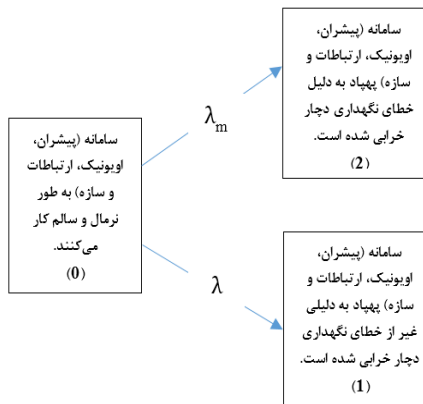 سامانه (پیشران،
اویونیک، ارتباطات و
سازه) پهپاد به دلیل
خطای نگهداری دچار
خرابی شده است.
(2)
λm
سامانه (پیشران،
اویونیک، ارتباطات
و سازه) به طور
نرمال و سالم کار
می‌کنند.
(0)
λ
سامانه (پیشران،
اویونیک، ارتباطات و
سازه) پهپاد به دلیلی
غیر از خطای نگهداری
دچار خرابی شده است.
(1)